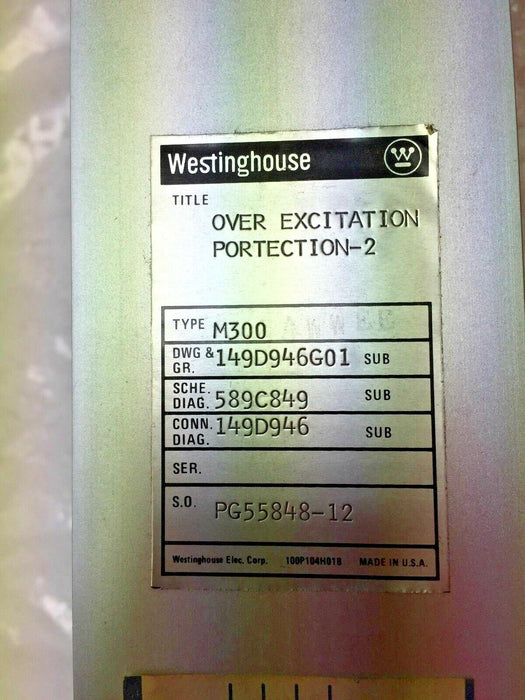 Westinghouse W
TITLE
OVER EXCITATION
PORTECTION-2
TYPE M300
DWG & GR. 149D946G01 SUB
SCHE. DIAG. 589C849 SUB
CONN. DIAG. 149D946 SUB
SER.
S.O. PG55848-12
Westinghouse Elec. Corp. 100P104H01B MADE IN U.S.A.